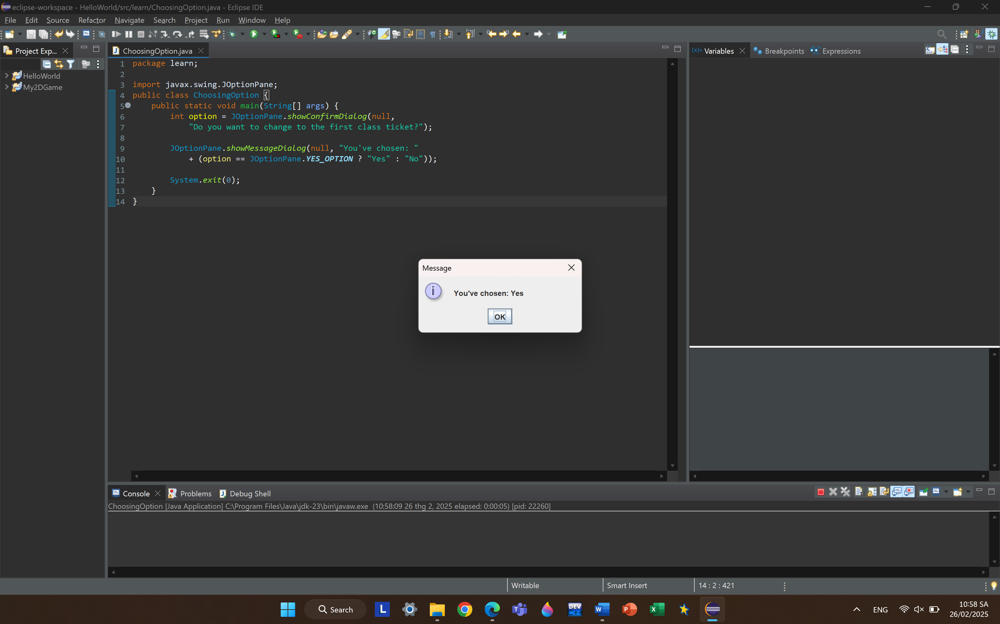 eclipse-workspace - HelloWorld/src/learn/ChoosingOption.java - Eclipse IDE
File Edit Source Refactor Navigate Search Project Run Window Help
Project Exp...
ChoosingOption.java
Variables Breakpoints Expressions
HelloWorld
My2DGame
1 package learn;
2
3 import javax.swing.JOptionPane;
4 public class ChoosingOption {
5 public static void main(String[] args) {
6 int option = JOptionPane.showConfirmDialog(null,
7 "Do you want to change to the first class ticket?");
8
9 JOptionPane.showMessageDialog(null, "You've chosen: "
10 + (option == JOptionPane.YES_OPTION ? "Yes" : "No"));
11
12 System.exit(0);
13 }
14 }
Message
You've chosen: Yes
OK
Console Problems Debug Shell
ChoosingOption [Java Application] C:\Program Files\Java\jdk-23\bin\javaw.exe (10:58:09 26 thg 2, 2025 elapsed: 0:00:05) [pid: 22260]
Writable Smart Insert 14 : 2 : 421
Search
ENG
10:58 SA
26/02/2025